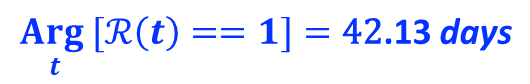 Arg [ℛ(t) == 1] = 42.13 days
t